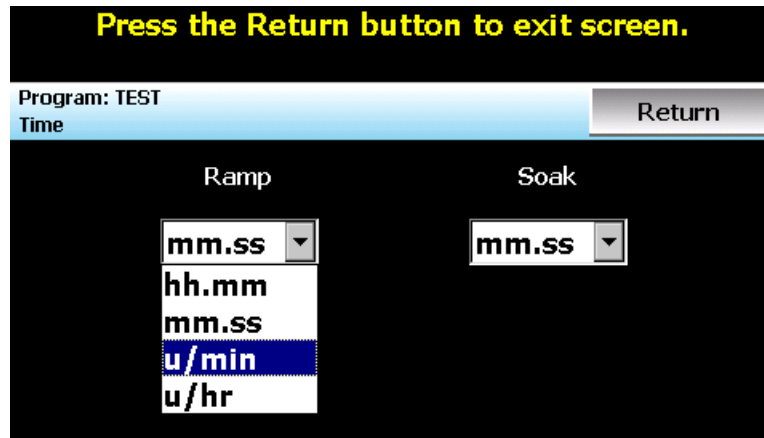 Press the Return button to exit screen.
Program: TEST
Time
Return
Ramp
Soak
mm.ss
mm.ss
hh.mm
mm.ss
u/min
u/hr